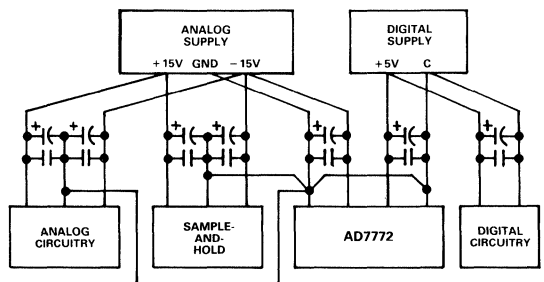 ANALOG
SUPPLY
+15V GND −15V
DIGITAL
SUPPLY
+5V C
+ + + + + + +
ANALOG
CIRCUITRY
SAMPLE-
AND-
HOLD
AD7772
DIGITAL
CIRCUITRY